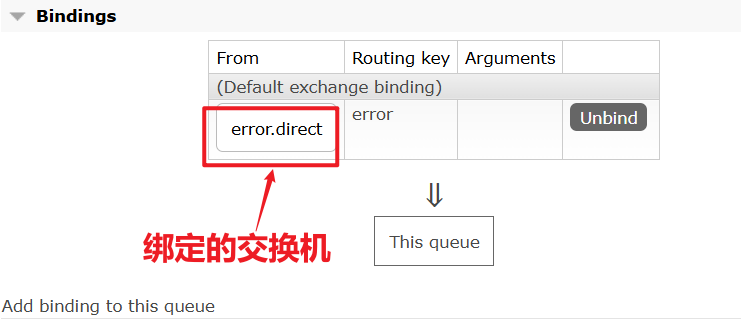 Bindings
From Routing key Arguments
(Default exchange binding)
error.direct error Unbind
绑定的交换机
⇓
This queue
Add binding to this queue